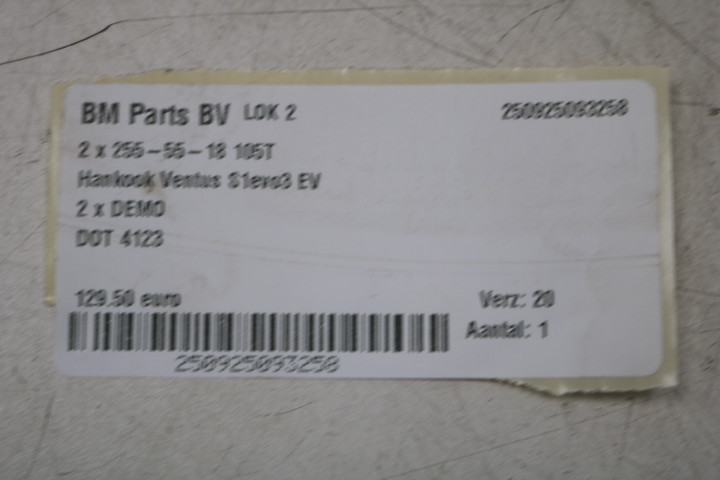 BM Parts BV LOK 2 250925093258
2 x 255-55-18 105T
Hankook Ventus S1evo3 EV
2 x DEMO
DOT 4123
129.50 euro Verz: 20
Aantal: 1
250925093258